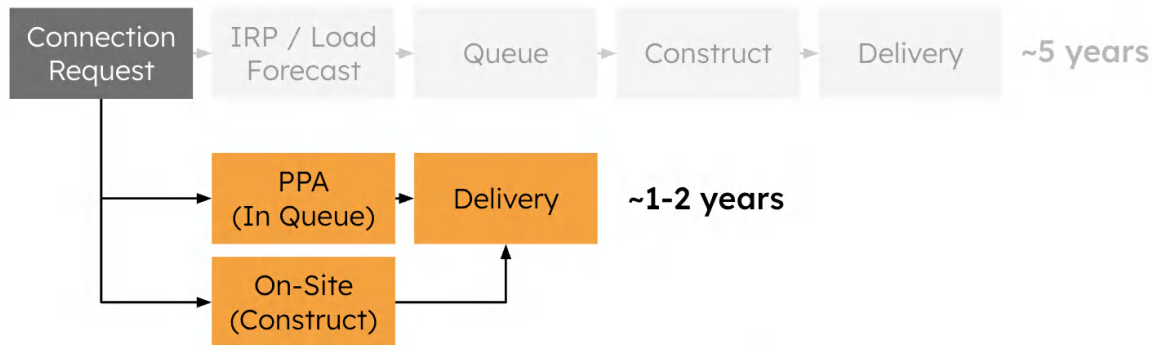 Connection
Request
IRP / Load
Forecast
Queue
Construct
Delivery
~5 years
PPA
(In Queue)
Delivery
~1-2 years
On-Site
(Construct)